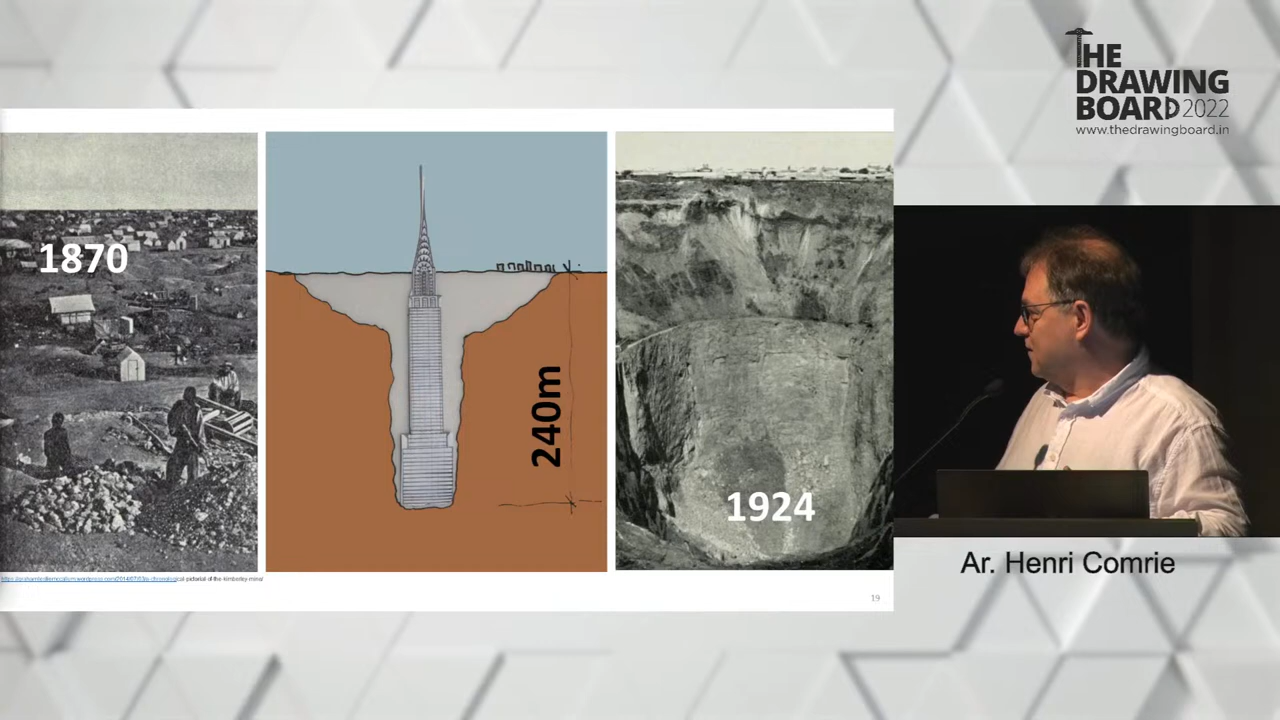 THE
DRAWING
BOARD 2022
www.thedrawingboard.in
1870
240m
1924
19
Ar. Henri Comrie